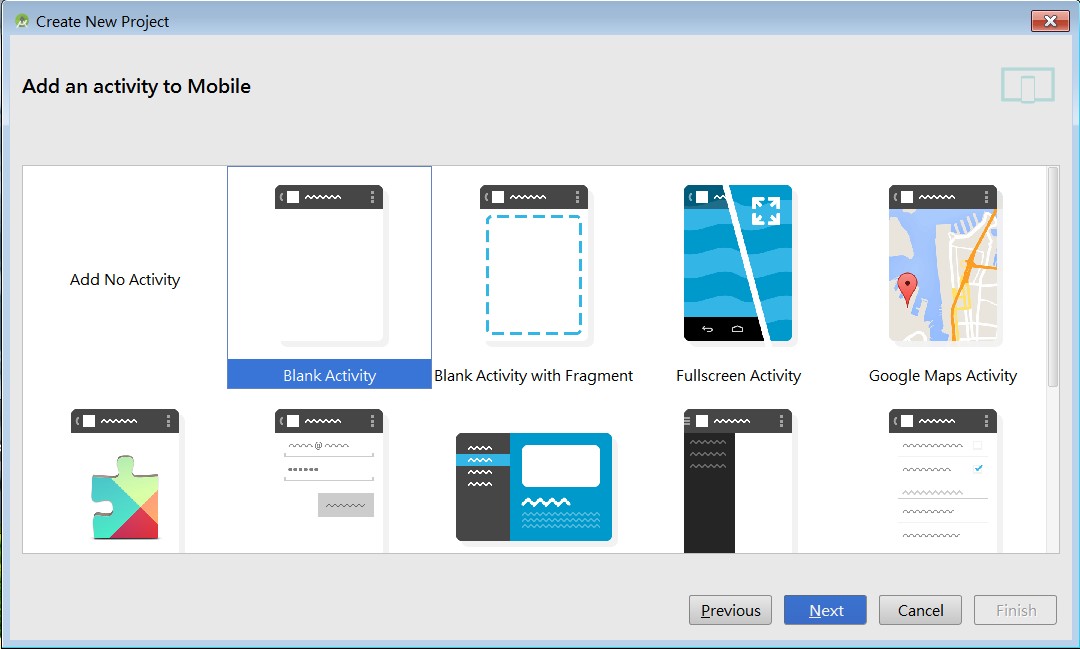 Create New Project
Add an activity to Mobile
Add No Activity
Blank Activity
Blank Activity with Fragment
Fullscreen Activity
Google Maps Activity
@
Previous
Next
Cancel
Finish